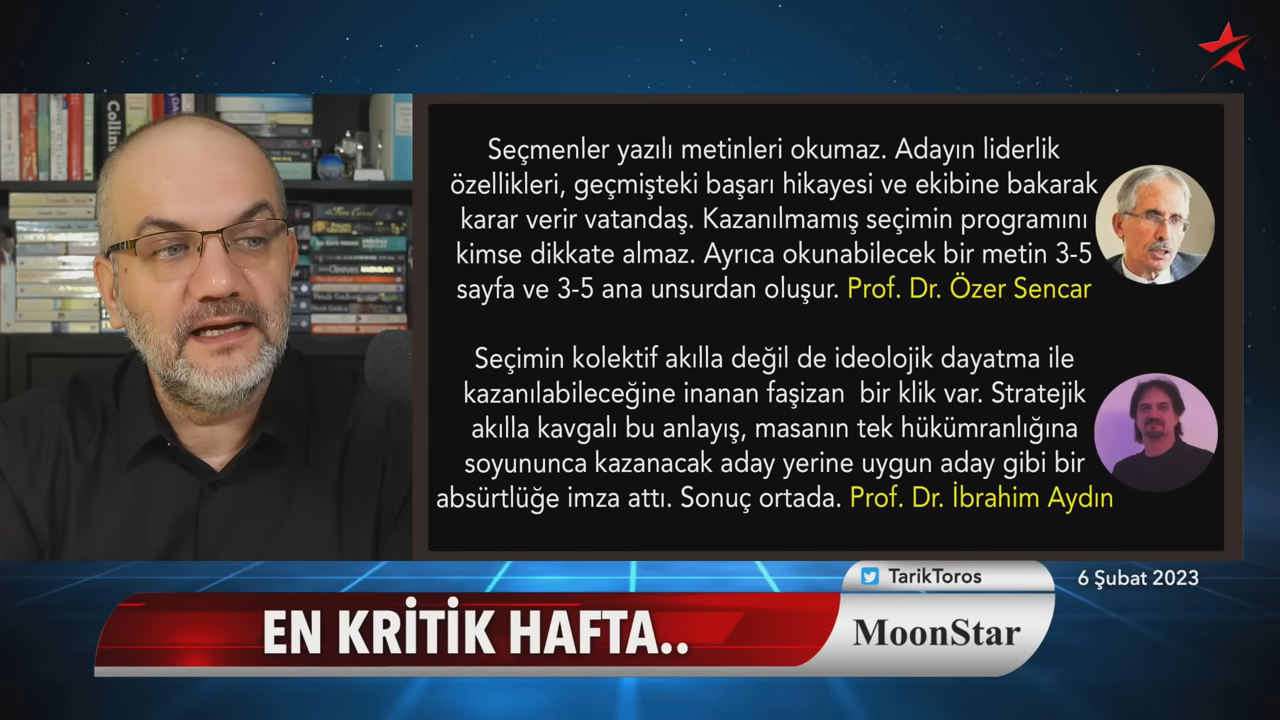 Seçmenler yazılı metinleri okumaz. Adayın liderlik
özellikleri, geçmişteki başarı hikayesi ve ekibine bakarak
karar verir vatandaş. Kazanılmamış seçimin programını
kimse dikkate almaz. Ayrıca okunabilecek bir metin 3-5
sayfa ve 3-5 ana unsurdan oluşur. Prof. Dr. Özer Sencar
Seçimin kolektif akılla değil de ideolojik dayatma ile
kazanılabileceğine inanan faşizan bir klik var. Stratejik
akılla kavgalı bu anlayış, masanın tek hükümranlığına
soyununca kazanacak aday yerine uygun aday gibi bir
absürtlüğe imza attı. Sonuç ortada. Prof. Dr. İbrahim Aydın
TarikToros
6 Şubat 2023
EN KRİTİK HAFTA..
MoonStar
Collins